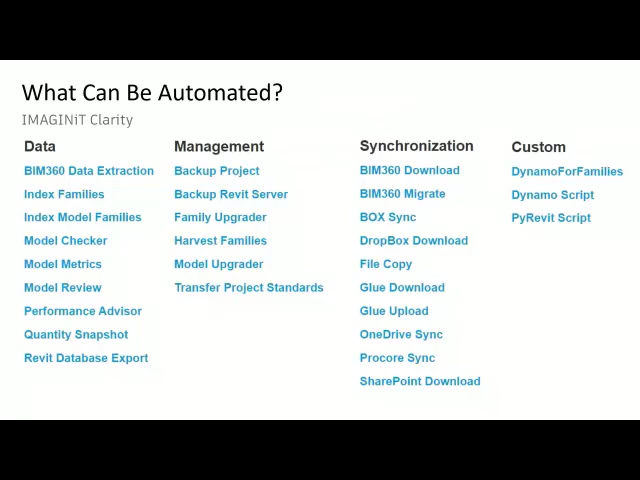 What Can Be Automated?
IMAGINiT Clarity
Data
BIM360 Data Extraction
Index Families
Index Model Families
Model Checker
Model Metrics
Model Review
Performance Advisor
Quantity Snapshot
Revit Database Export
Management
Backup Project
Backup Revit Server
Family Upgrader
Harvest Families
Model Upgrader
Transfer Project Standards
Synchronization
BIM360 Download
BIM360 Migrate
BOX Sync
DropBox Download
File Copy
Glue Download
Glue Upload
OneDrive Sync
Procore Sync
SharePoint Download
Custom
DynamoForFamilies
Dynamo Script
PyRevit Script